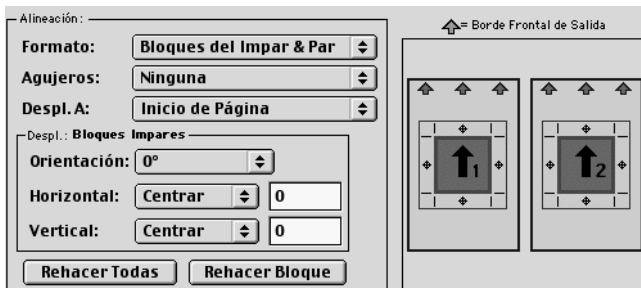 Alineación:
Formato: Bloques del Impar & Par
Agujeros: Ninguna
Despl. A: Inicio de Página
Despl.: Bloques Impares
Orientación: 0°
Horizontal: Centrar 0
Vertical: Centrar 0
Rehacer Todas Rehacer Bloque
= Borde Frontal de Salida
1 2